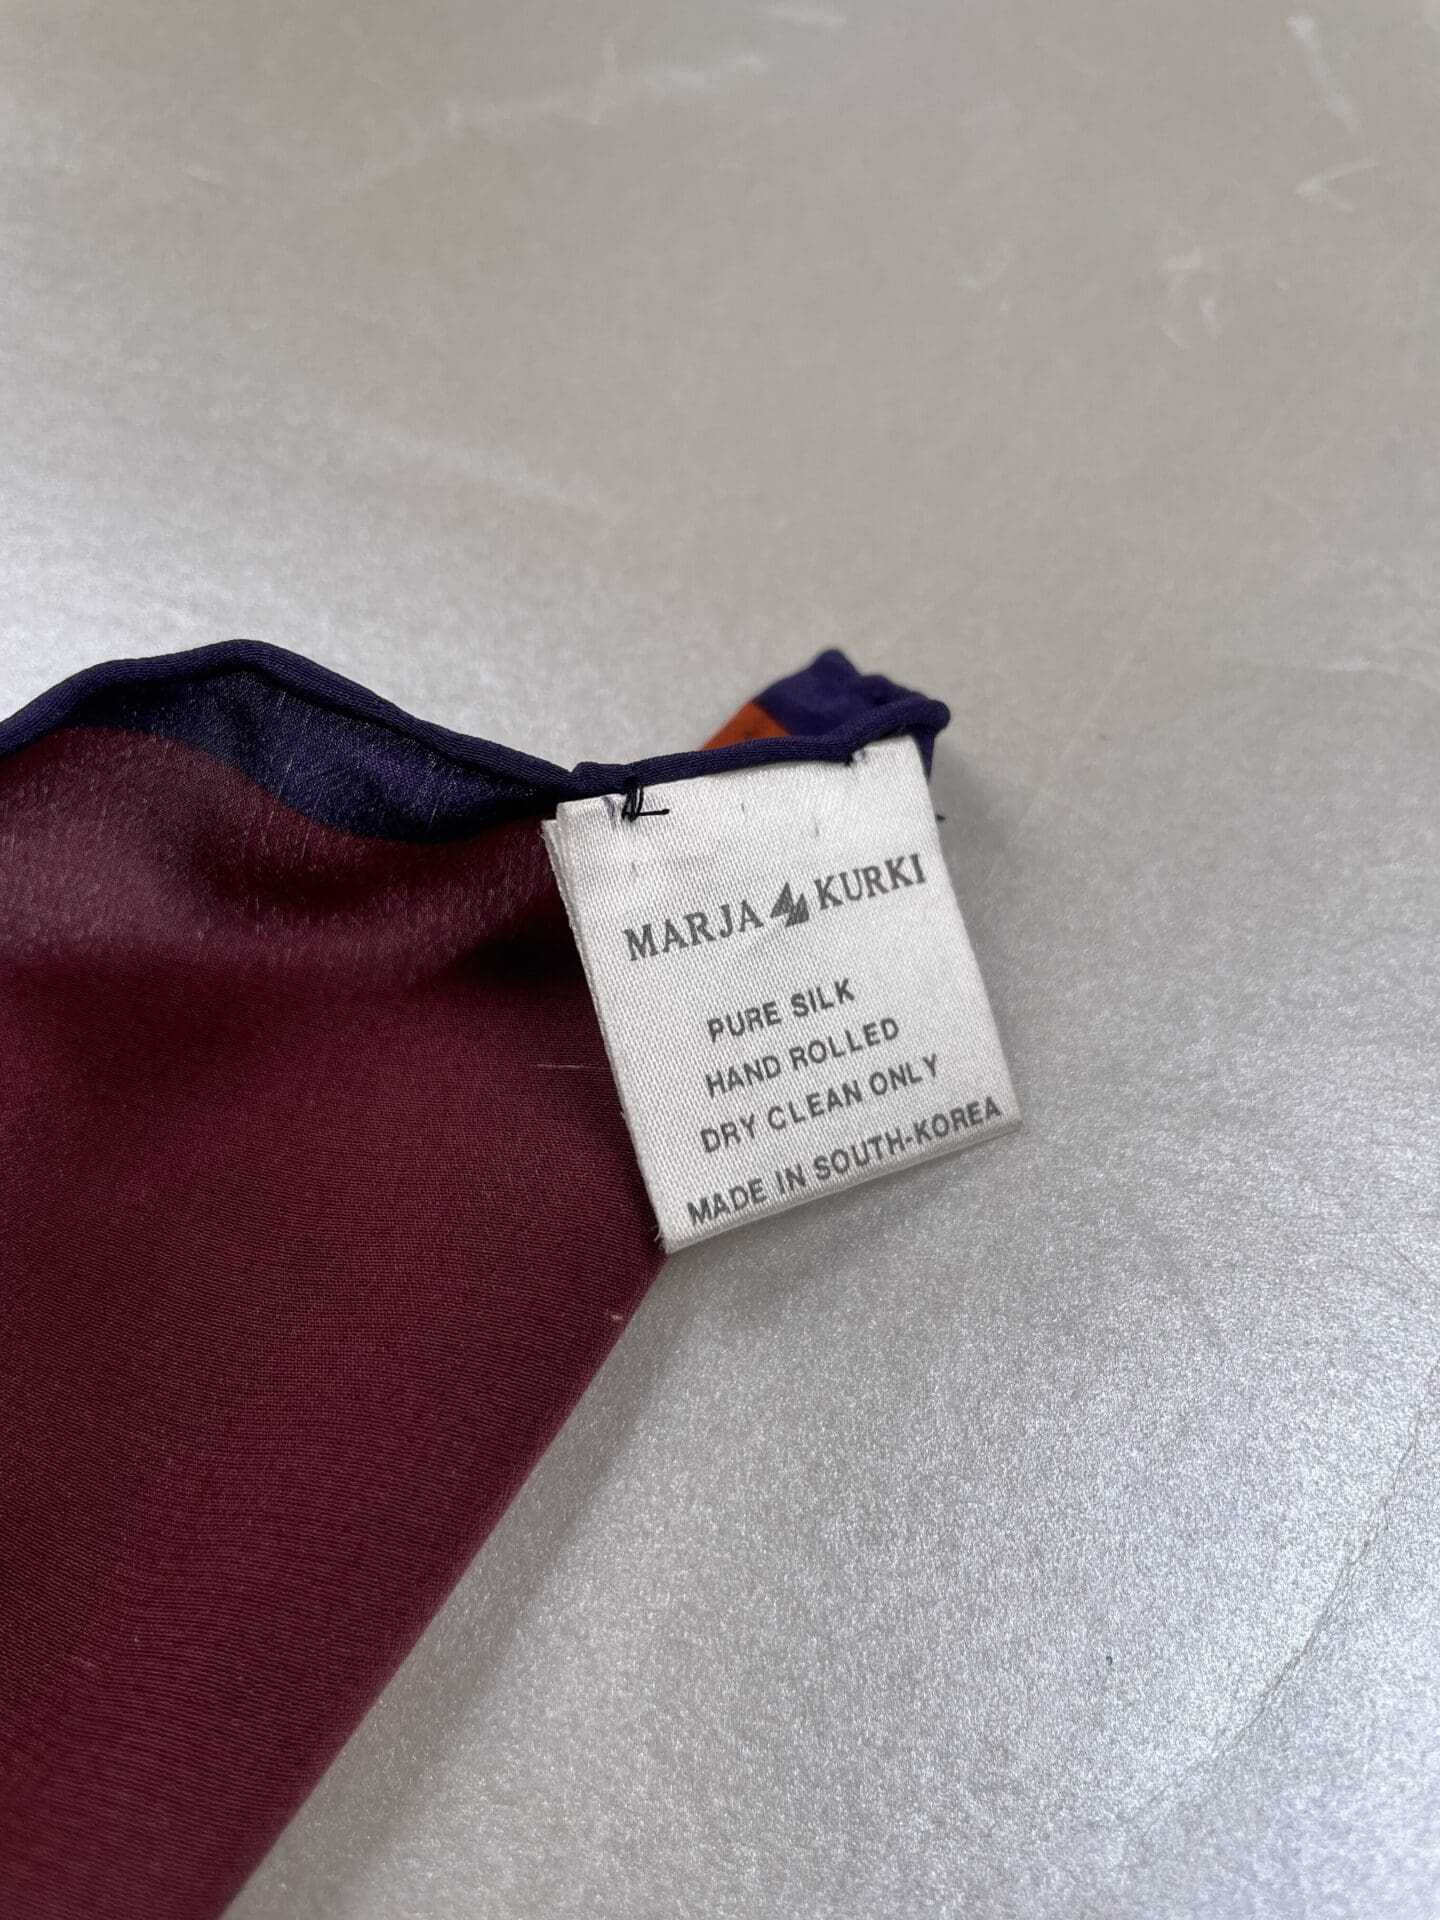 MARJA KURKI
PURE SILK
HAND ROLLED
DRY CLEAN ONLY
MADE IN SOUTH-KOREA